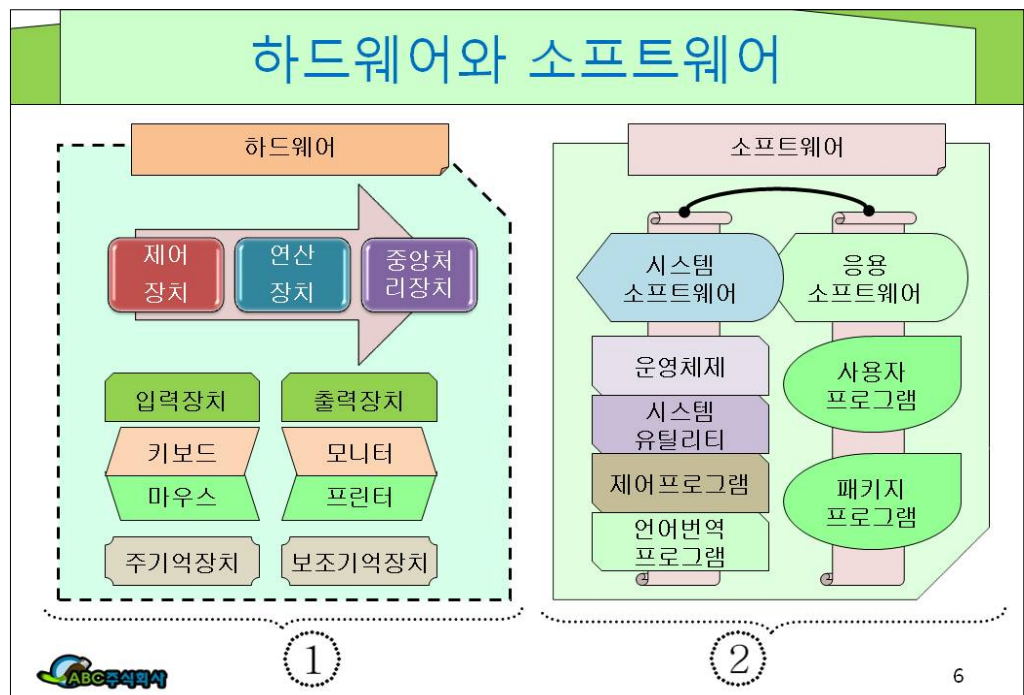 하드웨어와 소프트웨어
하드웨어
제어
장치
연산
장치
중앙처
리장치
입력장치
출력장치
키보드
모니터
마우스
프린터
주기억장치
보조기억장치
1
소프트웨어
시스템
소프트웨어
응용
소프트웨어
운영체제
시스템
유틸리티
제어프로그램
언어번역
프로그램
사용자
프로그램
패키지
프로그램
2
ABC주식회사
6